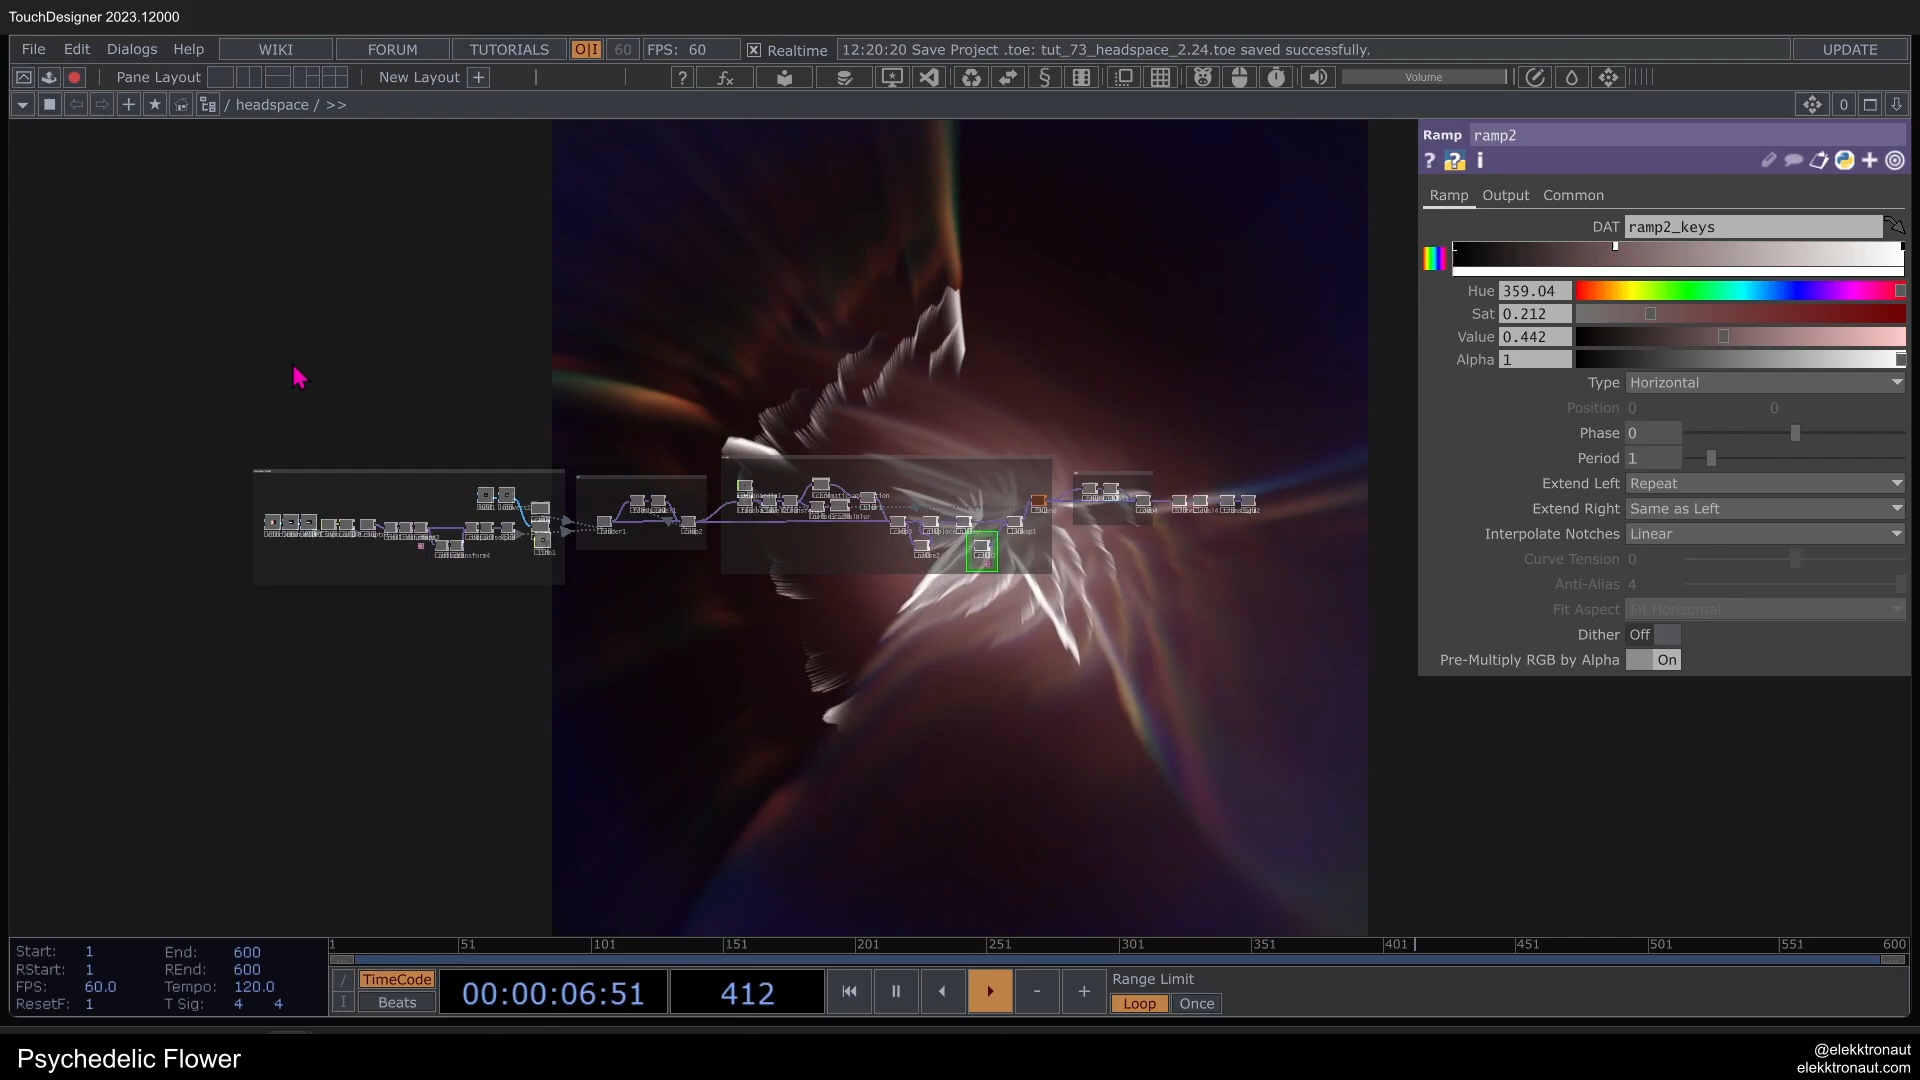 TouchDesigner 2023.12000
File Edit Dialogs Help WIKI FORUM TUTORIALS O|I 60 FPS: 60 Realtime 12:20:20 Save Project .toe: tut_73_headspace_2.24.toe saved successfully. UPDATE
Pane Layout New Layout + ? fx Volume
/ headspace / >> 0
Ramp ramp2
? ? i
Ramp Output Common
DAT ramp2_keys
Hue 359.04
Sat 0.212
Value 0.442
Alpha 1
Type Horizontal
Position 0 0
Phase 0
Period 1
Extend Left Repeat
Extend Right Same as Left
Interpolate Notches Linear
Curve Tension 0
Anti-Alias 4
Fit Aspect Fit Horizontal
Dither Off
Pre-Multiply RGB by Alpha On
1 51 101 151 201 251 301 351 401 451 501 551 600
Start: 1 End: 600
RStart: 1 REnd: 600
FPS: 60.0 Tempo: 120.0
ResetF: 1 T Sig: 4 4
TimeCode
Beats
00:00:06:51
412
- +
Range Limit
Loop Once
Psychedelic Flower
@elekktronaut
elekktronaut.com